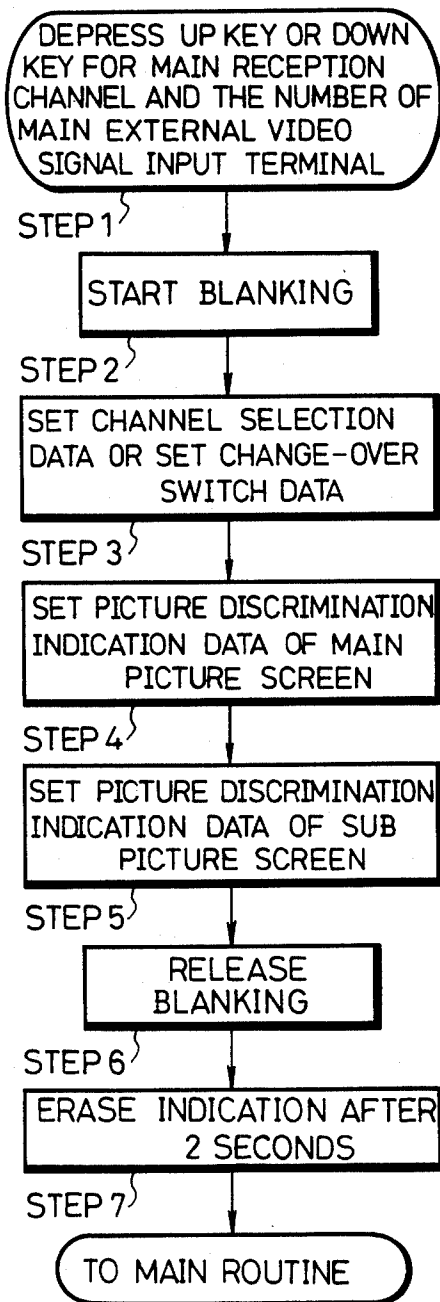 DEPRESS UP KEY OR DOWN
KEY FOR MAIN RECEPTION
CHANNEL AND THE NUMBER OF
MAIN EXTERNAL VIDEO
SIGNAL INPUT TERMINAL
STEP 1
START BLANKING
STEP 2
SET CHANNEL SELECTION
DATA OR SET CHANGE-OVER
SWITCH DATA
STEP 3
SET PICTURE DISCRIMINATION
INDICATION DATA OF MAIN
PICTURE SCREEN
STEP 4
SET PICTURE DISCRIMINATION
INDICATION DATA OF SUB
PICTURE SCREEN
STEP 5
RELEASE
BLANKING
STEP 6
ERASE INDICATION AFTER
2 SECONDS
STEP 7
TO MAIN ROUTINE